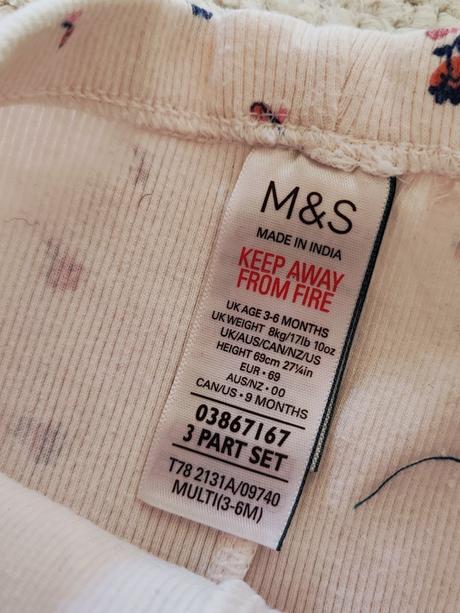 M&S
MADE IN INDIA
KEEP AWAY
FROM FIRE
UK AGE 3-6 MONTHS
UK WEIGHT 8kg/17lb 10oz
UK/AUS/CAN/NZ/US
HEIGHT 69cm 27¼in
EUR • 69
AUS/NZ • 00
CAN/US • 9 MONTHS
03867167
3 PART SET
T78 2131A/09740
MULTI(3-6M)